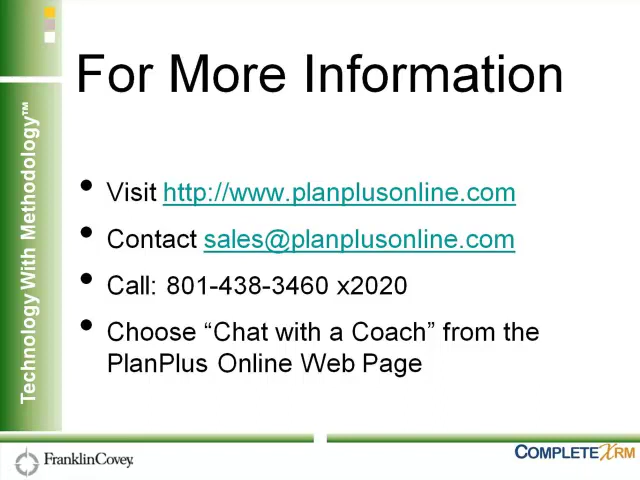 For More Information
• Visit http://www.planplusonline.com
• Contact sales@planplusonline.com
• Call: 801-438-3460 x2020
• Choose “Chat with a Coach” from the
PlanPlus Online Web Page
Technology With Methodology™
FranklinCovey.
COMPLETEXRM